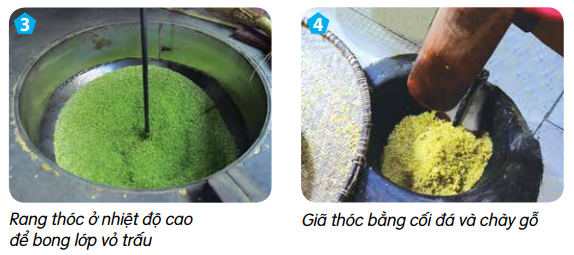 3
4
Rang thóc ở nhiệt độ cao
để bong lớp vỏ trấu
Giã thóc bằng cối đá và chày gỗ